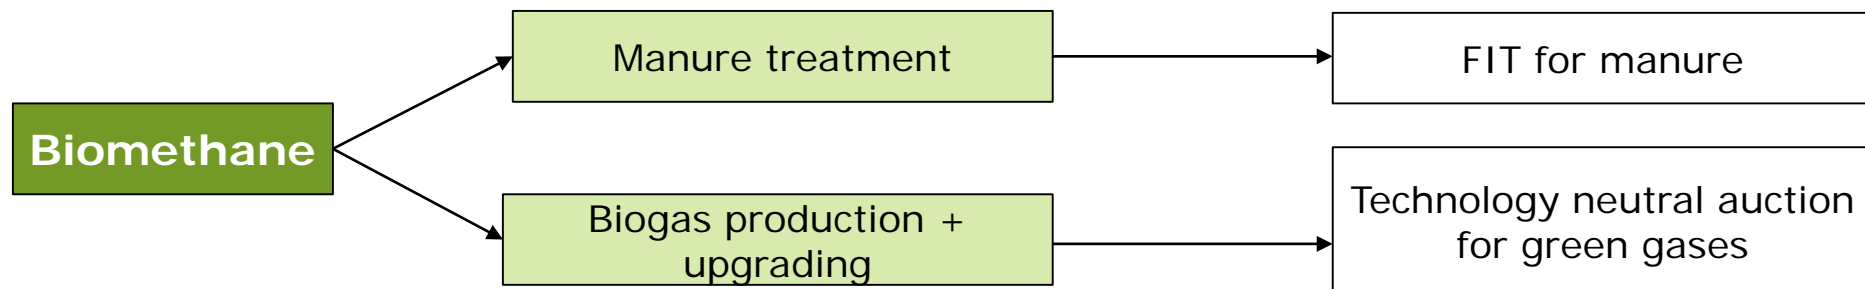 Manure treatment
FIT for manure
Biomethane
Biogas production +
upgrading
Technology neutral auction
for green gases